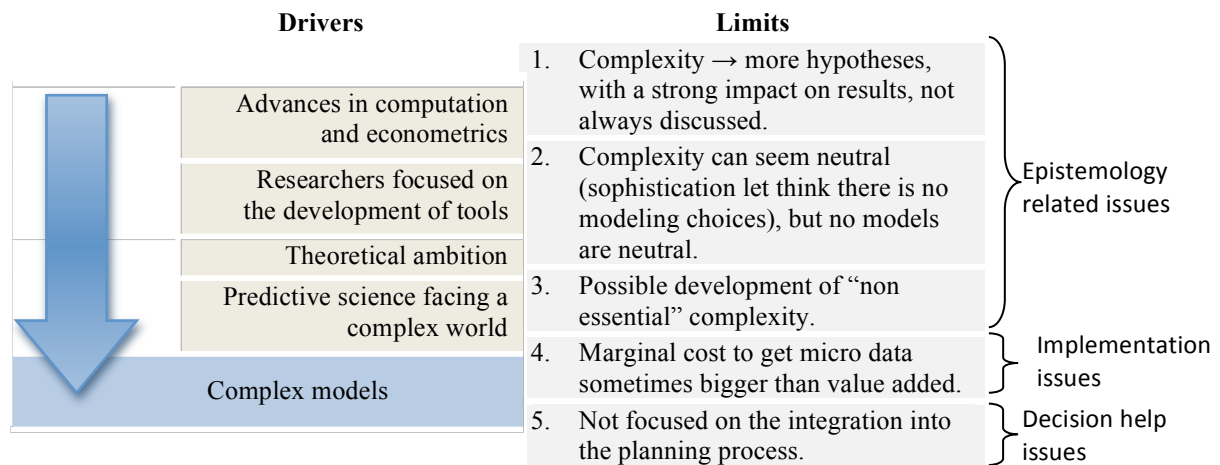 Drivers
Advances in computation
and econometrics
Researchers focused on
the development of tools
Theoretical ambition
Predictive science facing a
complex world
Complex models
Limits
1. Complexity → more hypotheses,
with a strong impact on results, not
always discussed.
2. Complexity can seem neutral
(sophistication let think there is no
modeling choices), but no models
are neutral.
3. Possible development of “non
essential” complexity.
4. Marginal cost to get micro data
sometimes bigger than value added.
5. Not focused on the integration into
the planning process.
Epistemology
related issues
Implementation
issues
Decision help
issues